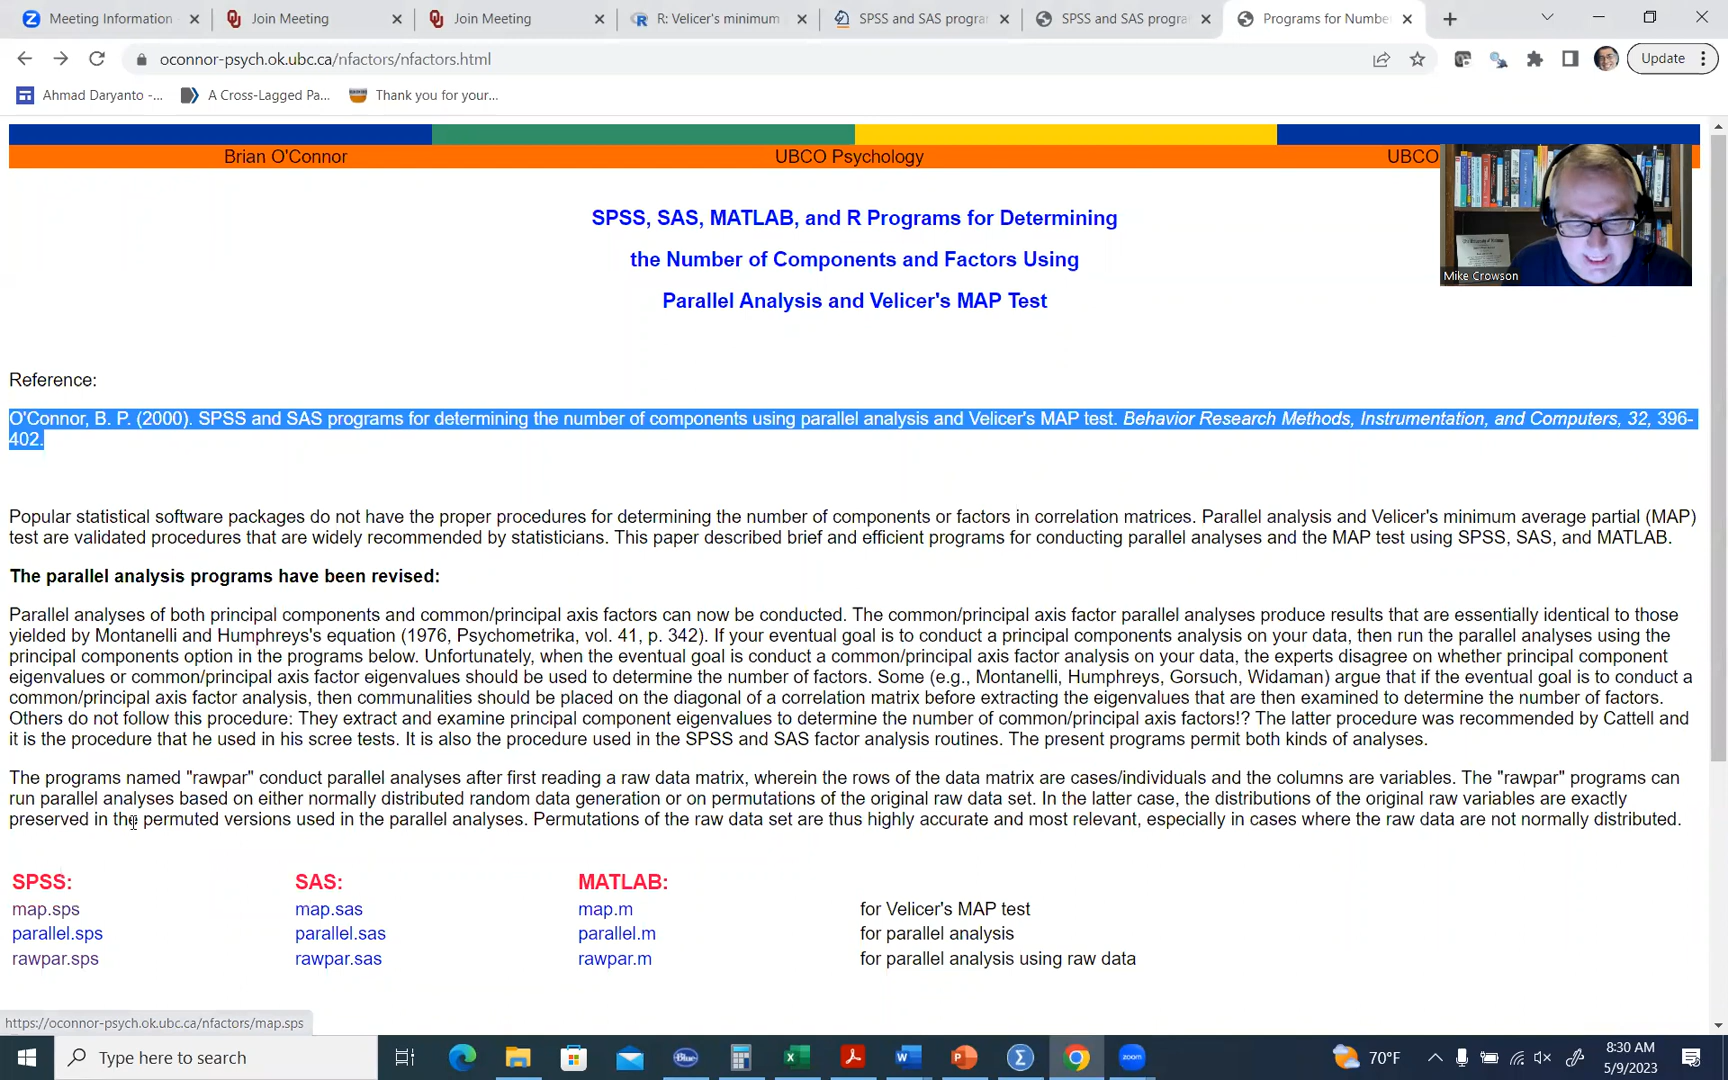 Meeting Information
Join Meeting
Join Meeting
R: Velicer's minimum
SPSS and SAS progra
SPSS and SAS progra
Programs for Numbe
oconnor-psych.ok.ubc.ca/nfactors/nfactors.html
Update
Ahmad Daryanto -...
A Cross-Lagged Pa...
Thank you for your...
Brian O'Connor
UBCO Psychology
UBCO
Mike Crowson
SPSS, SAS, MATLAB, and R Programs for Determining
the Number of Components and Factors Using
Parallel Analysis and Velicer's MAP Test
Reference:
O'Connor, B. P. (2000). SPSS and SAS programs for determining the number of components using parallel analysis and Velicer's MAP test. Behavior Research Methods, Instrumentation, and Computers, 32, 396-
402.
Popular statistical software packages do not have the proper procedures for determining the number of components or factors in correlation matrices. Parallel analysis and Velicer's minimum average partial (MAP)
test are validated procedures that are widely recommended by statisticians. This paper described brief and efficient programs for conducting parallel analyses and the MAP test using SPSS, SAS, and MATLAB.
The parallel analysis programs have been revised:
Parallel analyses of both principal components and common/principal axis factors can now be conducted. The common/principal axis factor parallel analyses produce results that are essentially identical to those
yielded by Montanelli and Humphreys's equation (1976, Psychometrika, vol. 41, p. 342). If your eventual goal is to conduct a principal components analysis on your data, then run the parallel analyses using the
principal components option in the programs below. Unfortunately, when the eventual goal is conduct a common/principal axis factor analysis on your data, the experts disagree on whether principal component
eigenvalues or common/principal axis factor eigenvalues should be used to determine the number of factors. Some (e.g., Montanelli, Humphreys, Gorsuch, Widaman) argue that if the eventual goal is to conduct a
common/principal axis factor analysis, then communalities should be placed on the diagonal of a correlation matrix before extracting the eigenvalues that are then examined to determine the number of factors.
Others do not follow this procedure: They extract and examine principal component eigenvalues to determine the number of common/principal axis factors!? The latter procedure was recommended by Cattell and
it is the procedure that he used in his scree tests. It is also the procedure used in the SPSS and SAS factor analysis routines. The present programs permit both kinds of analyses.
The programs named "rawpar" conduct parallel analyses after first reading a raw data matrix, wherein the rows of the data matrix are cases/individuals and the columns are variables. The "rawpar" programs can
run parallel analyses based on either normally distributed random data generation or on permutations of the original raw data set. In the latter case, the distributions of the original raw variables are exactly
preserved in the permuted versions used in the parallel analyses. Permutations of the raw data set are thus highly accurate and most relevant, especially in cases where the raw data are not normally distributed.
SPSS: SAS: MATLAB:
map.sps map.sas map.m for Velicer's MAP test
parallel.sps parallel.sas parallel.m for parallel analysis
rawpar.sps rawpar.sas rawpar.m for parallel analysis using raw data
https://oconnor-psych.ok.ubc.ca/nfactors/map.sps
Type here to search
70°F
8:30 AM
5/9/2023